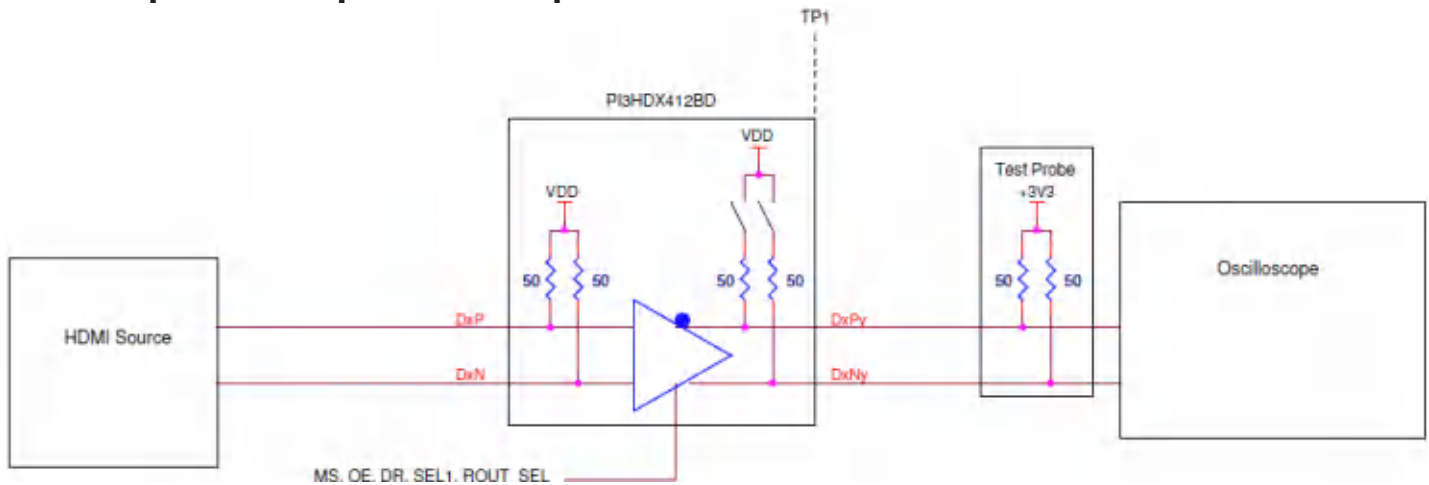 TP1
PI3HDX412BD
VDD
VDD
Test Probe
+3V3
50
50
50
50
50
50
Oscilloscope
HDMI Source
DxP
DxPy
DxN
DxNy
MS, OE, DR, SEL1, ROUT_SEL